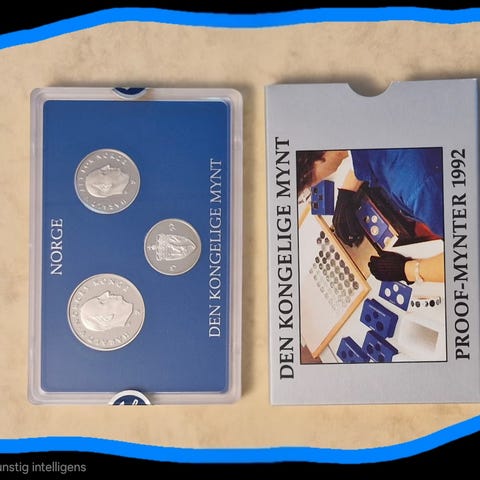 NORGE
DEN KONGELIGE MYNT
DEN KONGELIGE MYNT
PROOF-MYNTER 1992
unstig intelligens